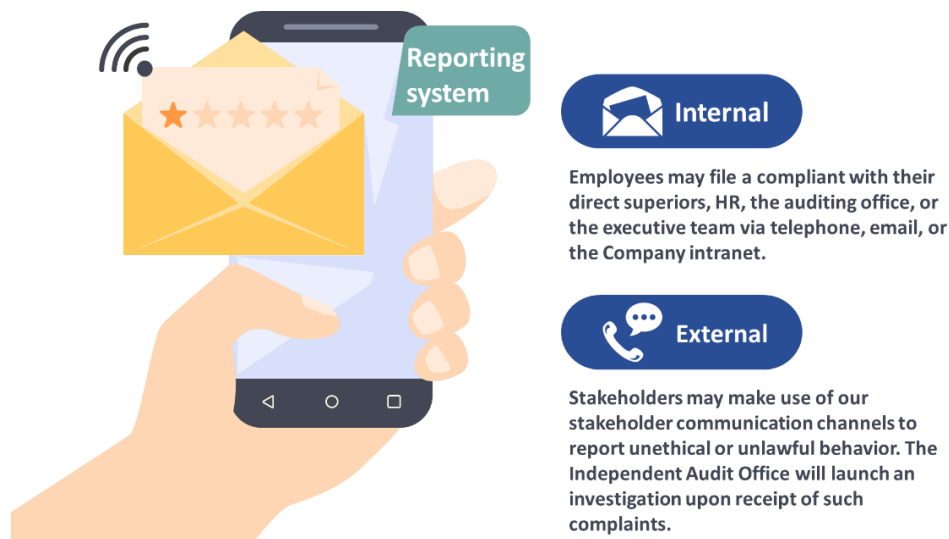 Reporting
system
Internal
Employees may file a compliant with their
direct superiors, HR, the auditing office, or
the executive team via telephone, email, or
the Company intranet.
External
Stakeholders may make use of our
stakeholder communication channels to
report unethical or unlawful behavior. The
Independent Audit Office will launch an
investigation upon receipt of such
complaints.